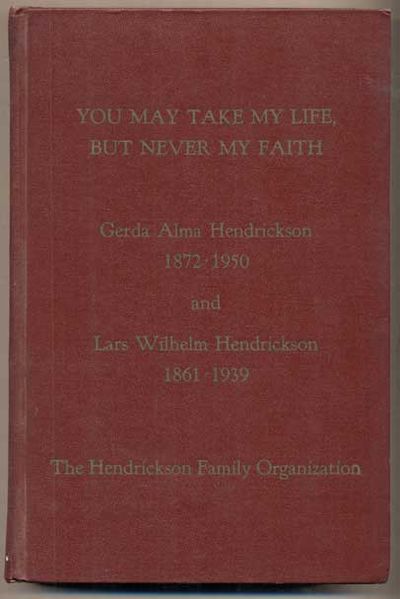 YOU MAY TAKE MY LIFE,
BUT NEVER MY FAITH
Gerda Alma Hendrickson
1872-1950
and
Lars Wilhelm Hendrickson
1861-1939
The Hendrickson Family Organization